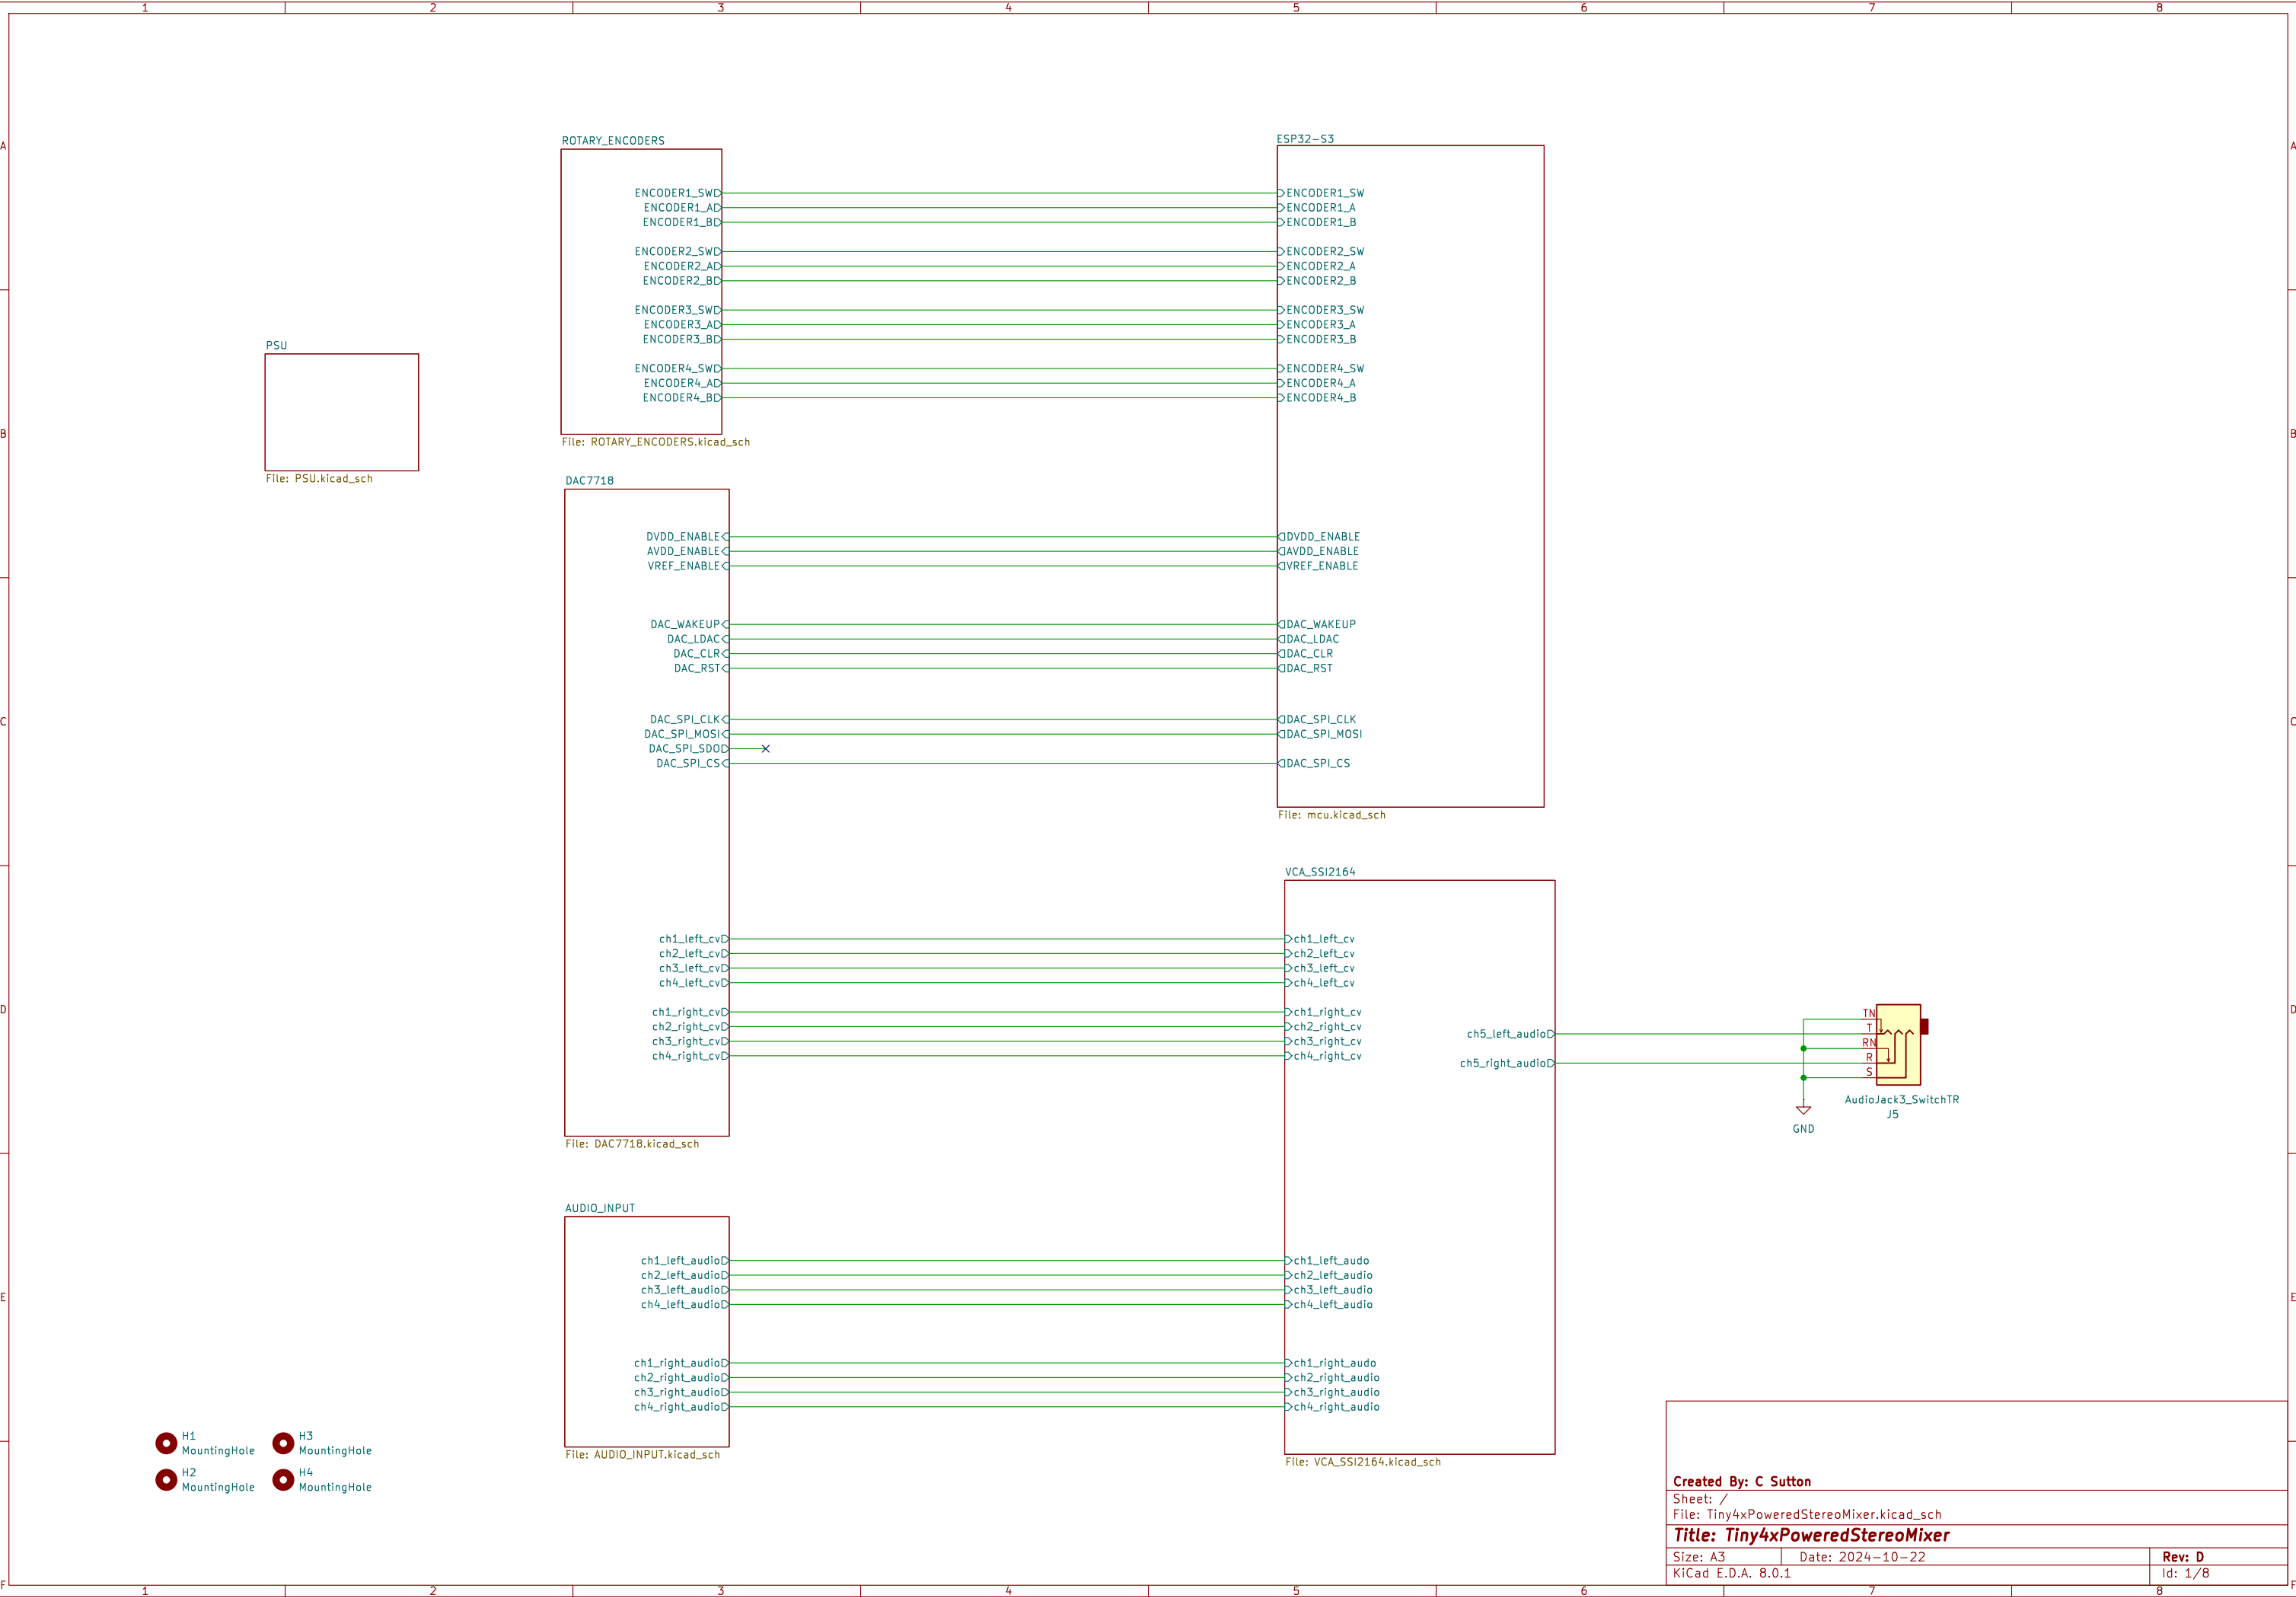 1 2 3 4 5 6 7 8
A A
B B
C C
D D
E E
F F
ROTARY_ENCODERS
ENCODER1_SW
ENCODER1_A
ENCODER1_B
ENCODER2_SW
ENCODER2_A
ENCODER2_B
ENCODER3_SW
ENCODER3_A
ENCODER3_B
ENCODER4_SW
ENCODER4_A
ENCODER4_B
File: ROTARY_ENCODERS.kicad_sch
ESP32-S3
ENCODER1_SW
ENCODER1_A
ENCODER1_B
ENCODER2_SW
ENCODER2_A
ENCODER2_B
ENCODER3_SW
ENCODER3_A
ENCODER3_B
ENCODER4_SW
ENCODER4_A
ENCODER4_B
DVDD_ENABLE
AVDD_ENABLE
VREF_ENABLE
DAC_WAKEUP
DAC_LDAC
DAC_CLR
DAC_RST
DAC_SPI_CLK
DAC_SPI_MOSI
DAC_SPI_CS
File: mcu.kicad_sch
PSU
File: PSU.kicad_sch
DAC7718
DVDD_ENABLE
AVDD_ENABLE
VREF_ENABLE
DAC_WAKEUP
DAC_LDAC
DAC_CLR
DAC_RST
DAC_SPI_CLK
DAC_SPI_MOSI
DAC_SPI_SDO
DAC_SPI_CS
ch1_left_cv
ch2_left_cv
ch3_left_cv
ch4_left_cv
ch1_right_cv
ch2_right_cv
ch3_right_cv
ch4_right_cv
File: DAC7718.kicad_sch
VCA_SSI2164
ch1_left_cv
ch2_left_cv
ch3_left_cv
ch4_left_cv
ch1_right_cv
ch2_right_cv
ch3_right_cv
ch4_right_cv
ch5_left_audio
ch5_right_audio
ch1_left_audo
ch2_left_audio
ch3_left_audio
ch4_left_audio
ch1_right_audo
ch2_right_audio
ch3_right_audio
ch4_right_audio
File: VCA_SSI2164.kicad_sch
TN
T
RN
R
S
AudioJack3_SwitchTR
J5
GND
AUDIO_INPUT
ch1_left_audio
ch2_left_audio
ch3_left_audio
ch4_left_audio
ch1_right_audio
ch2_right_audio
ch3_right_audio
ch4_right_audio
File: AUDIO_INPUT.kicad_sch
H1
MountingHole
H3
MountingHole
H2
MountingHole
H4
MountingHole
Created By: C Sutton
Sheet: /
File: Tiny4xPoweredStereoMixer.kicad_sch
Title: Tiny4xPoweredStereoMixer
Size: A3 Date: 2024-10-22 Rev: D
KiCad E.D.A. 8.0.1 Id: 1/8
1 2 3 4 5 6 7 8